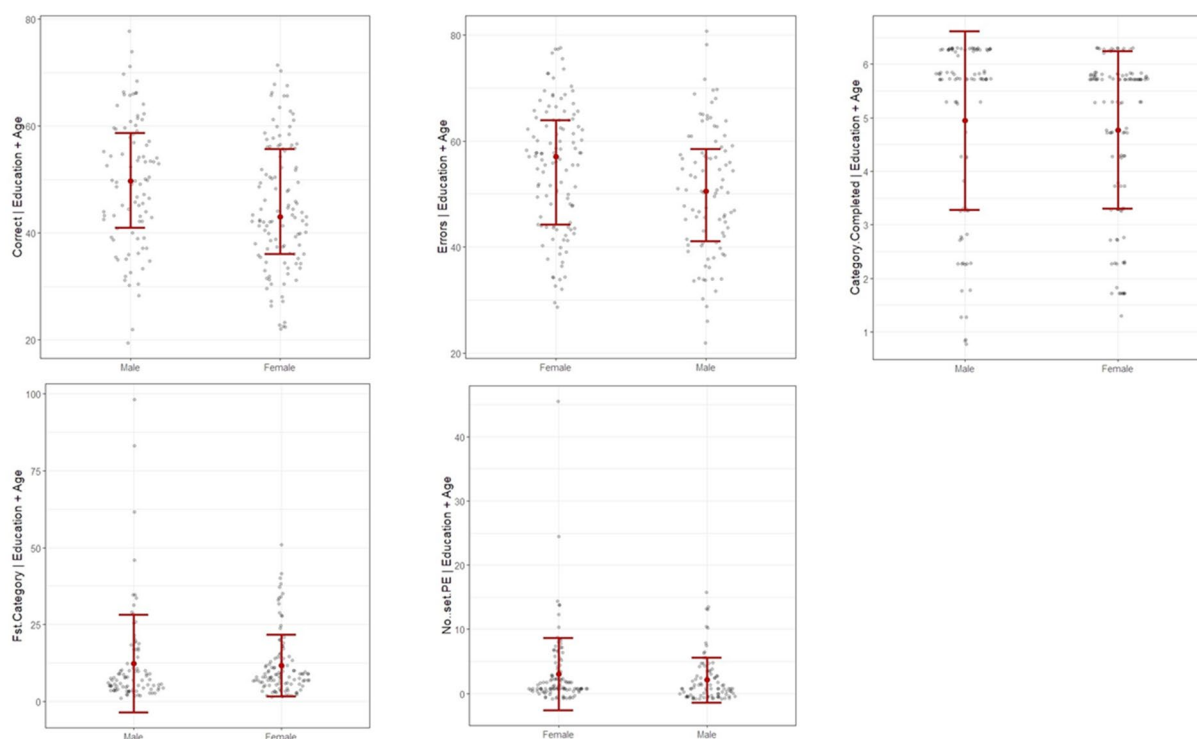 Correct | Education + Age
80
60
40
20
Male Female
Errors | Education + Age
80
60
40
20
Female Male
Category.Completed | Education + Age
6
5
4
3
2
1
Male Female
Fst.Category | Education + Age
100
75
50
25
0
Male Female
No..set.PE | Education + Age
40
30
20
10
0
Female Male